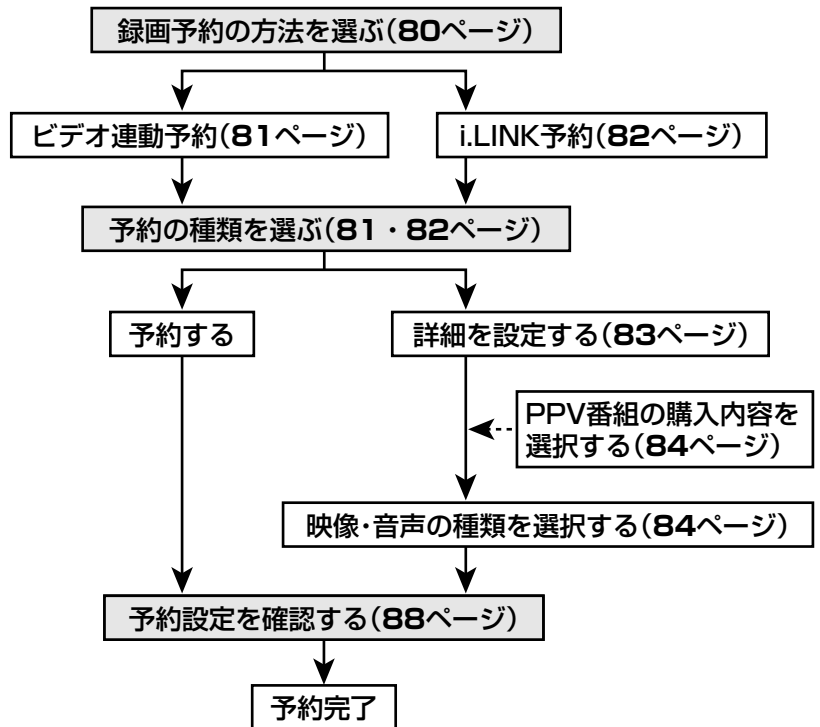 録画予約の方法を選ぶ（80ページ）
ビデオ連動予約（81ページ）
i.LINK予約（82ページ）
予約の種類を選ぶ（81・82ページ）
予約する
詳細を設定する（83ページ）
PPV番組の購入内容を
選択する（84ページ）
映像・音声の種類を選択する（84ページ）
予約設定を確認する（88ページ）
予約完了